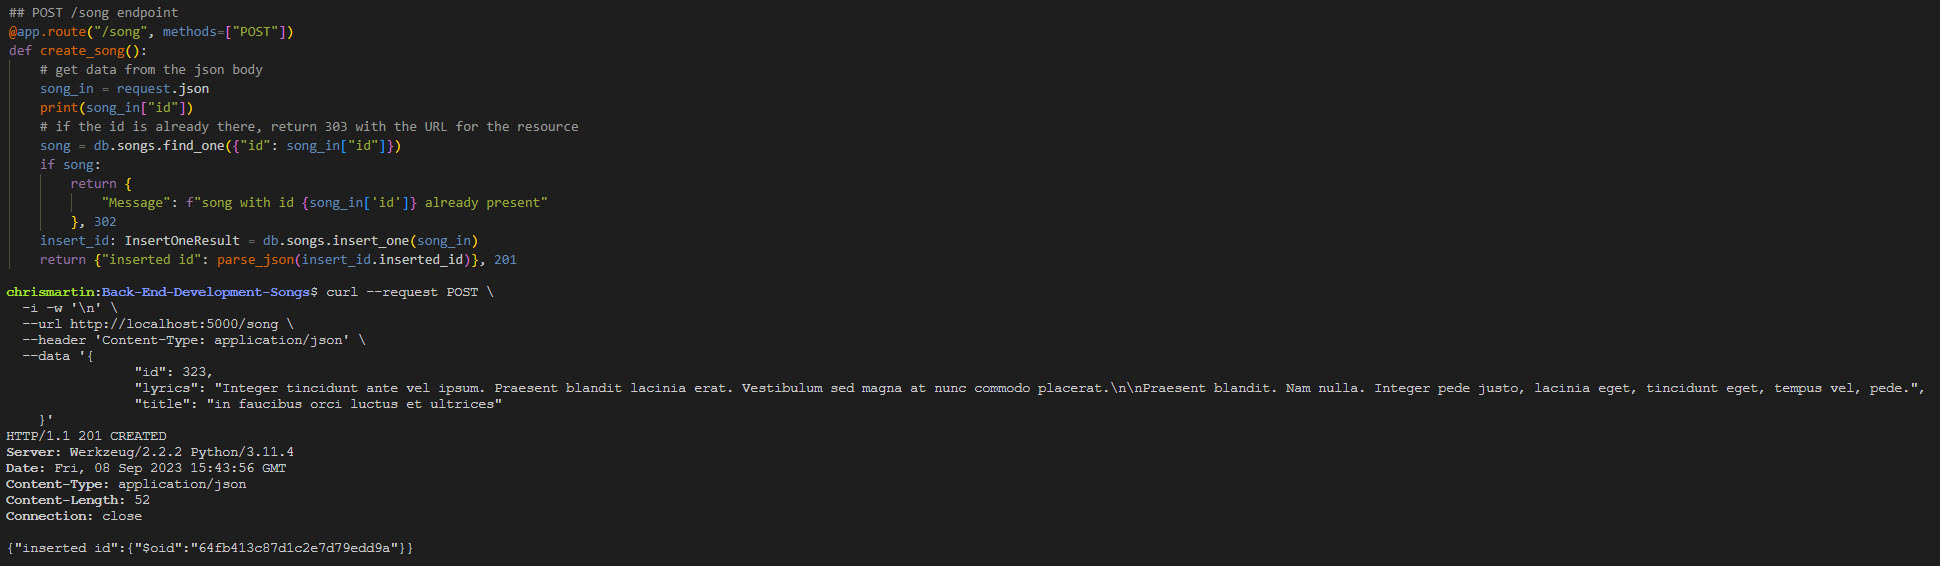 ## POST /song endpoint
@app.route("/song", methods=["POST"])
def create_song():
    # get data from the json body
    song_in = request.json
    print(song_in["id"])
    # if the id is already there, return 303 with the URL for the resource
    song = db.songs.find_one({"id": song_in["id"]})
    if song:
        return {
            "Message": f"song with id {song_in['id']} already present"
        }, 302
    insert_id: InsertOneResult = db.songs.insert_one(song_in)
    return {"inserted id": parse_json(insert_id.inserted_id)}, 201
chrismartin:Back-End-Development-Songs$ curl --request POST \
  -i -w '\n' \
  --url http://localhost:5000/song \
  --header 'Content-Type: application/json' \
  --data '{
                "id": 323,
                "lyrics": "Integer tincidunt ante vel ipsum. Praesent blandit lacinia erat. Vestibulum sed magna at nunc commodo placerat.\n\nPraesent blandit. Nam nulla. Integer pede justo, lacinia eget, tincidunt eget, tempus vel, pede.",
                "title": "in faucibus orci luctus et ultrices"
    }'
HTTP/1.1 201 CREATED
Server: Werkzeug/2.2.2 Python/3.11.4
Date: Fri, 08 Sep 2023 15:43:56 GMT
Content-Type: application/json
Content-Length: 52
Connection: close
{"inserted id":{"$oid":"64fb413c87d1c2e7d79edd9a"}}